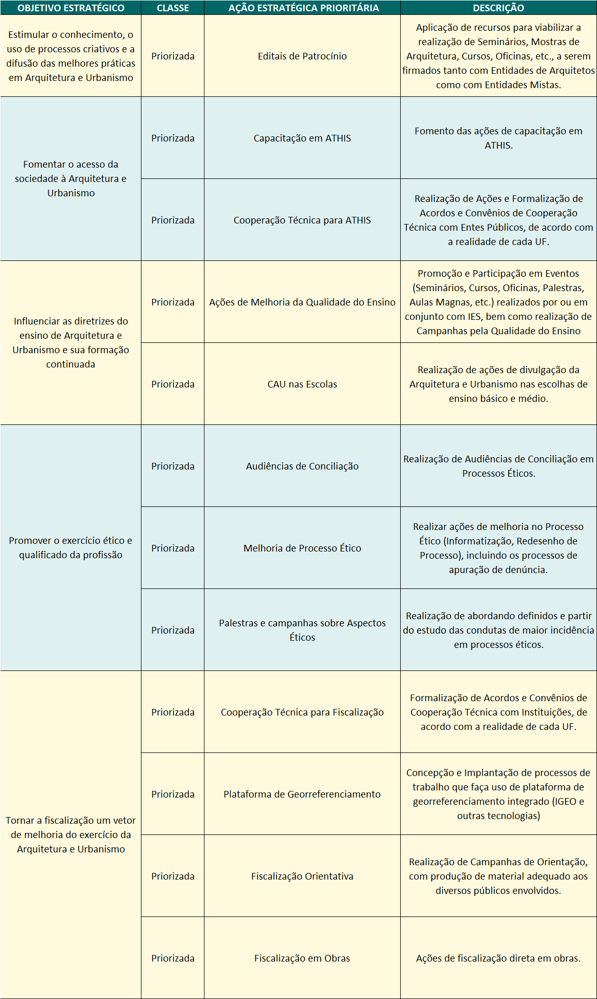 OBJETIVO ESTRATÉGICO CLASSE AÇÃO ESTRATÉGICA PRIORITÁRIA DESCRIÇÃO
Estimular o conhecimento, o
uso de processos criativos e a
difusão das melhores práticas
em Arquitetura e Urbanismo
Priorizada
Editais de Patrocínio
Aplicação de recursos para viabilizar a
realização de Seminários, Mostras de
Arquitetura, Cursos, Oficinas, etc., a serem
firmados tanto com Entidades de Arquitetos
como com Entidades Mistas.
Fomentar o acesso da
sociedade à Arquitetura e
Urbanismo
Priorizada
Capacitação em ATHIS
Fomento das ações de capacitação em
ATHIS.
Priorizada
Cooperação Técnica para ATHIS
Realização de Ações e Formalização de
Acordos e Convênios de Cooperação
Técnica com Entes Públicos, de acordo com
a realidade de cada UF.
Influenciar as diretrizes do
ensino de Arquitetura e
Urbanismo e sua formação
continuada
Priorizada
Ações de Melhoria da Qualidade do Ensino
Promoção e Participação em Eventos
(Seminários, Cursos, Oficinas, Palestras,
Aulas Magnas, etc.) realizados por ou em
conjunto com IES, bem como realização de
Campanhas pela Qualidade do Ensino
Priorizada
CAU nas Escolas
Realização de ações de divulgação da
Arquitetura e Urbanismo nas escolhas de
ensino básico e médio.
Promover o exercício ético e
qualificado da profissão
Priorizada
Audiências de Conciliação
Realização de Audiências de Conciliação em
Processos Éticos.
Priorizada
Melhoria de Processo Ético
Realizar ações de melhoria no Processo
Ético (Informatização, Redesenho de
Processo), incluindo os processos de
apuração de denúncia.
Priorizada
Palestras e campanhas sobre Aspectos
Éticos
Realização de abordando definidos e partir
do estudo das condutas de maior incidência
em processos éticos.
Tornar a fiscalização um vetor
de melhoria do exercício da
Arquitetura e Urbanismo
Priorizada
Cooperação Técnica para Fiscalização
Formalização de Acordos e Convênios de
Cooperação Técnica com Instituições, de
acordo com a realidade de cada UF.
Priorizada
Plataforma de Georreferenciamento
Concepção e Implantação de processos de
trabalho que faça uso de plataforma de
georreferenciamento integrado (IGEO e
outras tecnologias)
Priorizada
Fiscalização Orientativa
Realização de Campanhas de Orientação,
com produção de material adequado aos
diversos públicos envolvidos.
Priorizada
Fiscalização em Obras
Ações de fiscalização direta em obras.